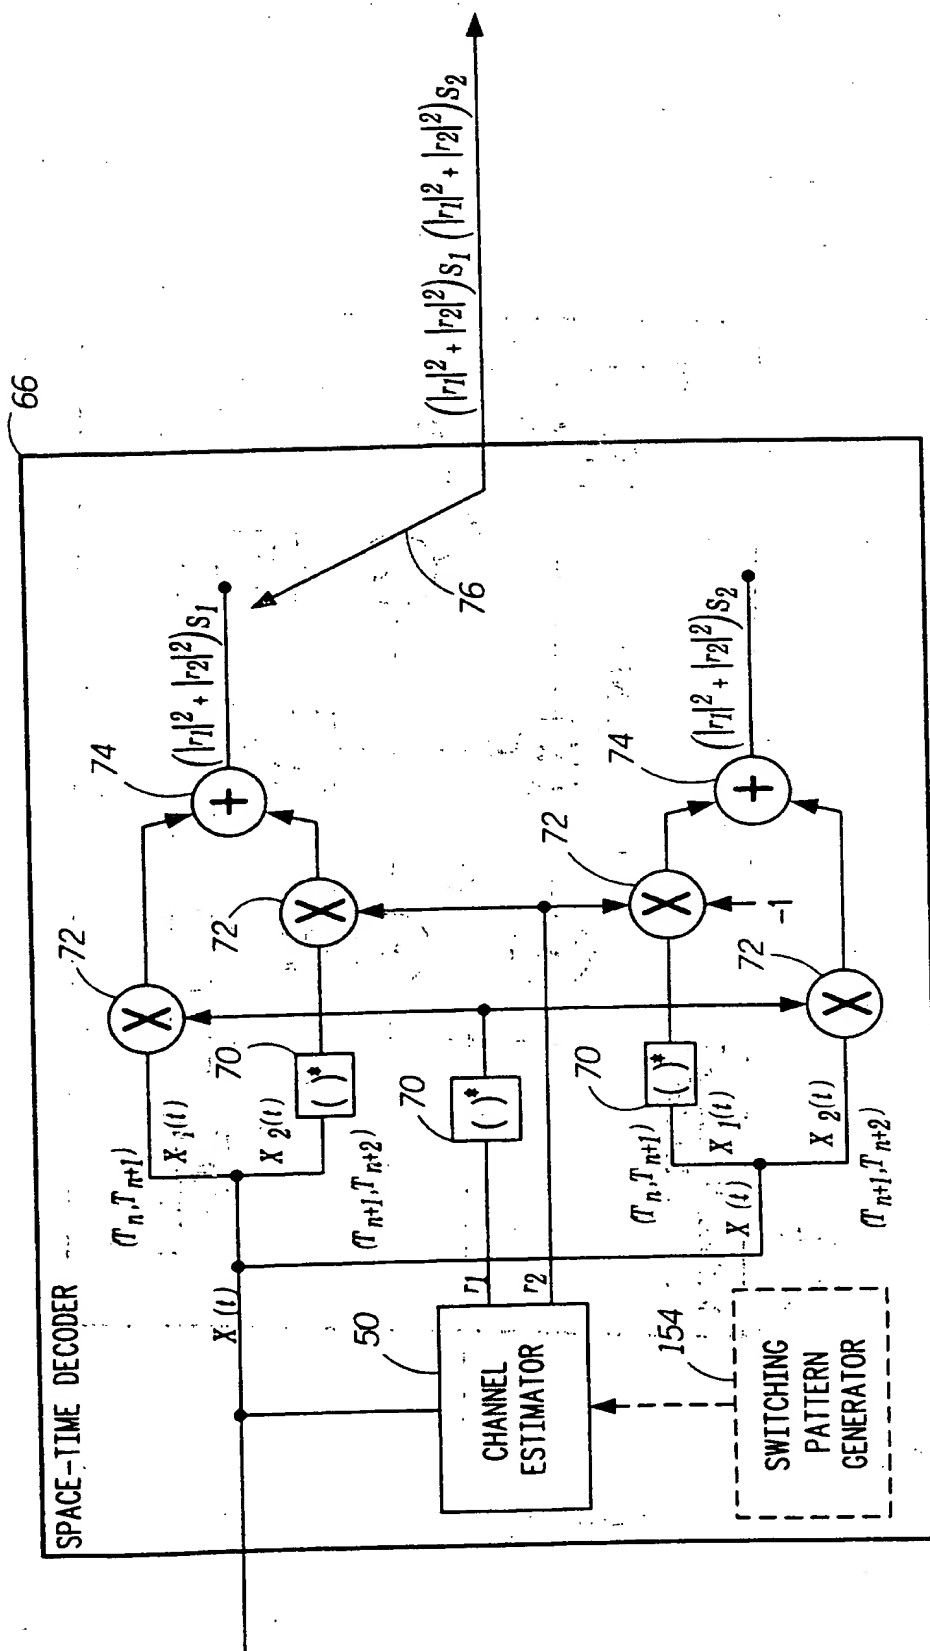 SPACE-TIME DECODER
66
X(t)
(Tn,Tn+1)
X1(t)
X2(t)
(Tn+1,Tn+2)
70
( )*
72
72
74
+
(|r1|²+|r2|²)S1
76
(|r1|²+|r2|²)S1 (|r1|²+|r2|²)S2
50
CHANNEL
ESTIMATOR
r1
r2
70
( )*
154
SWITCHING
PATTERN
GENERATOR
X(t)
(Tn,Tn+1)
X1(t)
X2(t)
(Tn+1,Tn+2)
70
( )*
72
-1
72
74
+
(|r1|²+|r2|²)S2